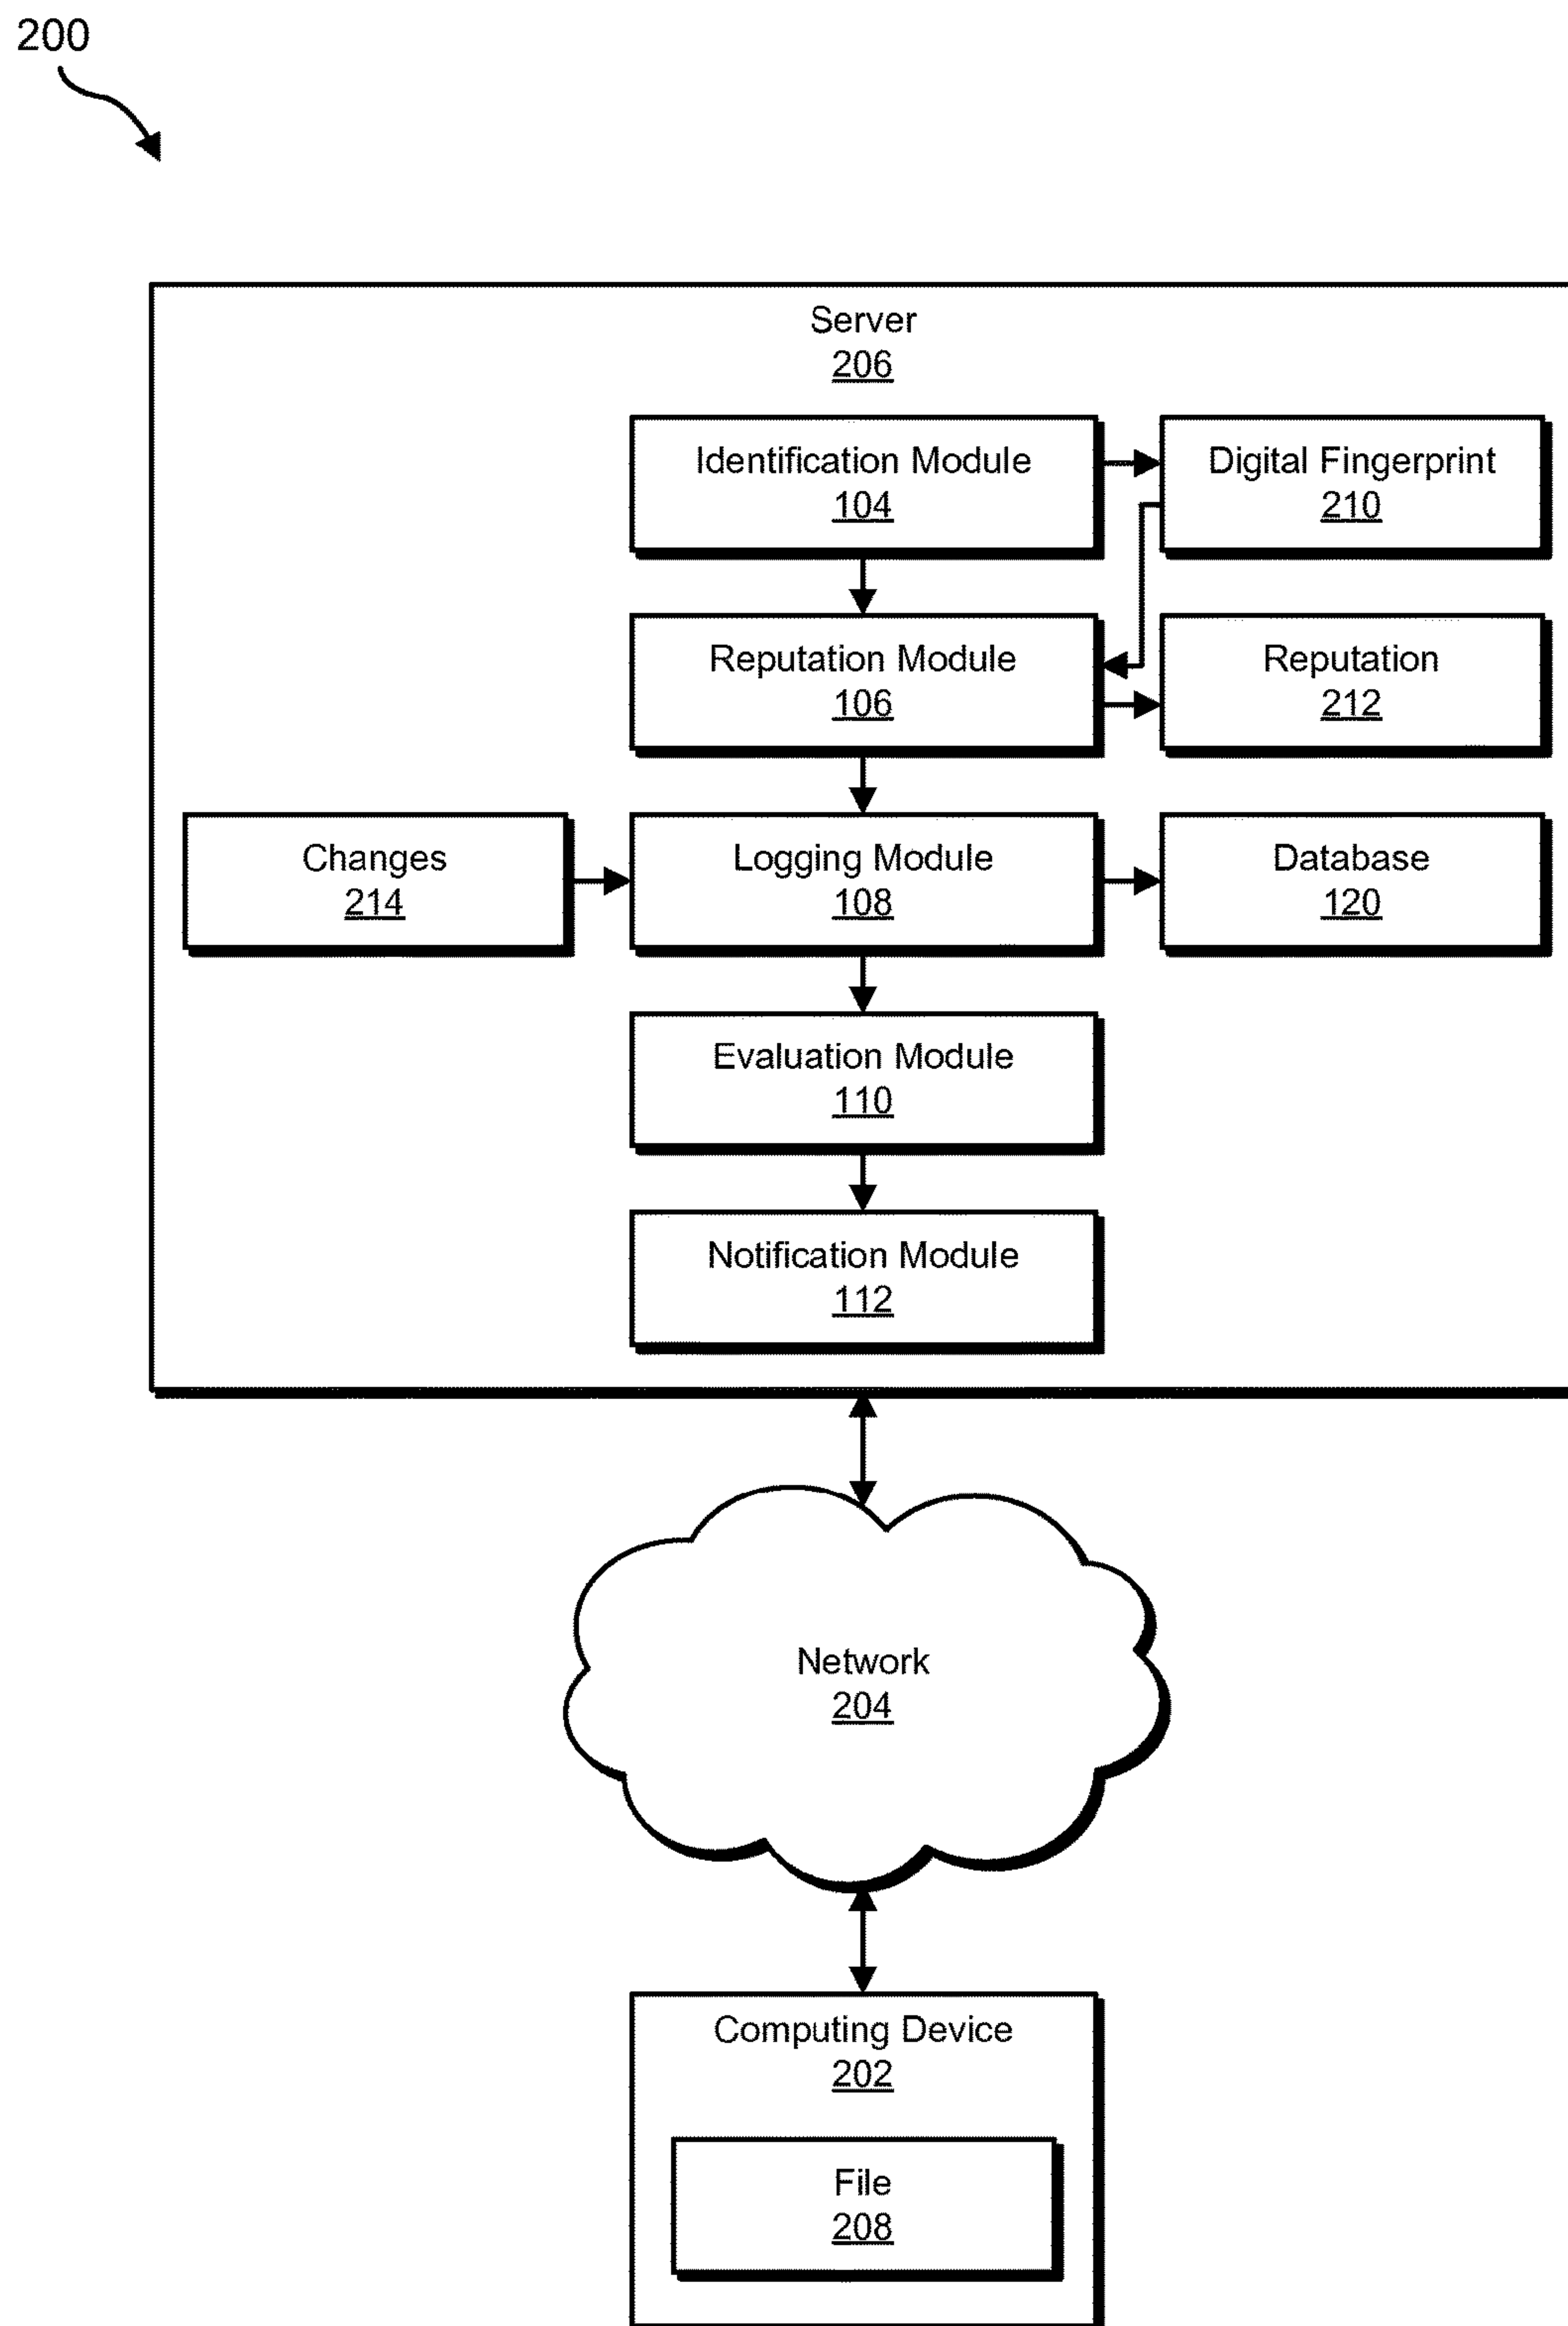 200
Server
206
Identification Module
104
Digital Fingerprint
210
Reputation Module
106
Reputation
212
Changes
214
Logging Module
108
Database
120
Evaluation Module
110
Notification Module
112
Network
204
Computing Device
202
File
208